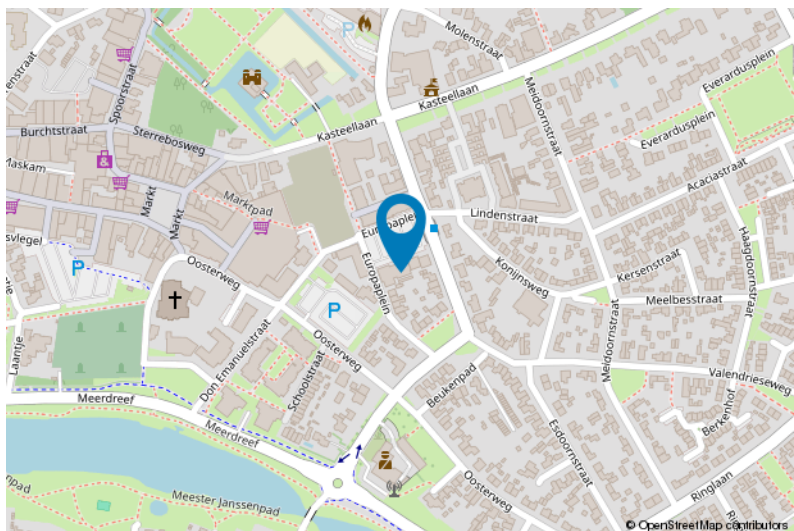 Molenstraat
Spoorstraat
Kasteellaan
Meidoornstraat
Everardusplein
Burchtstraat
Sterrebosweg
Kasteellaan
Everardusplein
Maskam
Acaciastraat
Markt
Markt
Marktpad
Europaplein
Lindenstraat
Haagdoornstraat
Oosterweg
Europaplein
Konijnsweg
Kersenstraat
Meelbesstraat
P
P
P
Laantje
Don Emanuelstraat
Schoolstraat
Oosterweg
Meidoornstraat
Valendrieseweg
Beukenpad
Berkenhof
Meerdreef
Meerdreef
Esdoornstraat
Oosterweg
Ringlaan
Meester Janssenpad
© OpenStreetMap contributors